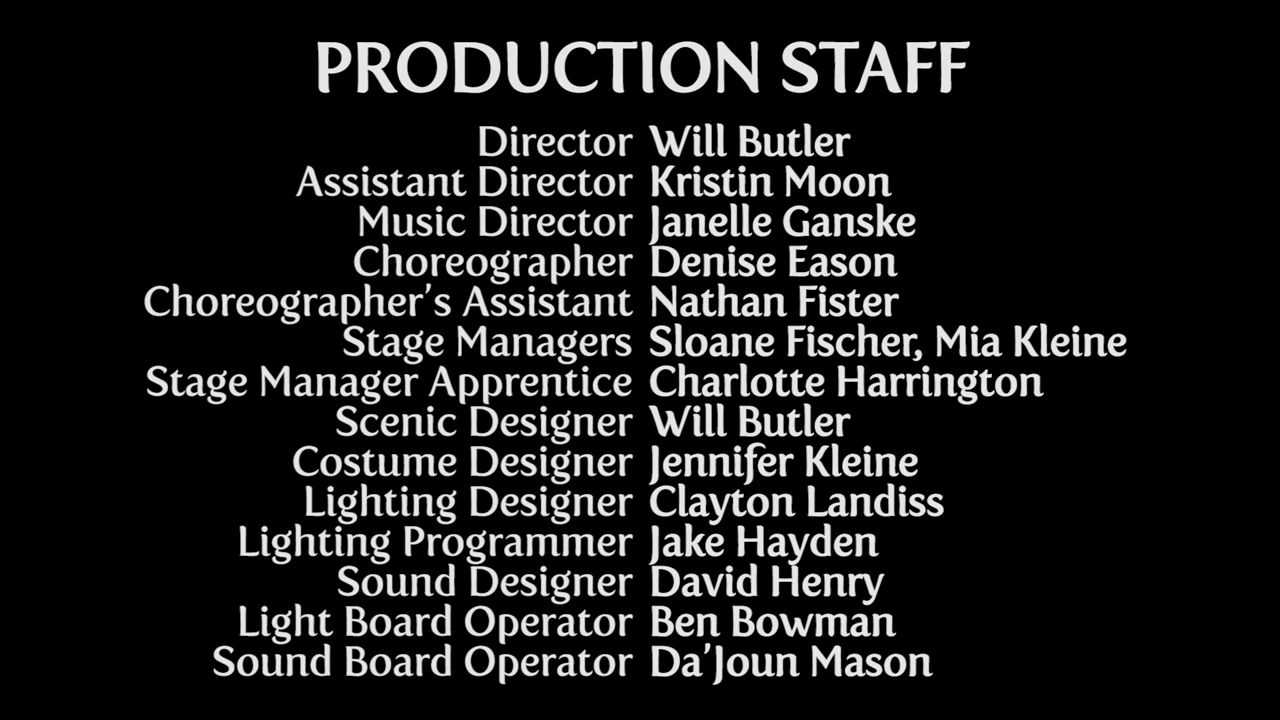 PRODUCTION STAFF
Director Will Butler
Assistant Director Kristin Moon
Music Director Janelle Ganske
Choreographer Denise Eason
Choreographer's Assistant Nathan Fister
Stage Managers Sloane Fischer, Mia Kleine
Stage Manager Apprentice Charlotte Harrington
Scenic Designer Will Butler
Costume Designer Jennifer Kleine
Lighting Designer Clayton Landiss
Lighting Programmer Jake Hayden
Sound Designer David Henry
Light Board Operator Ben Bowman
Sound Board Operator Da'Joun Mason